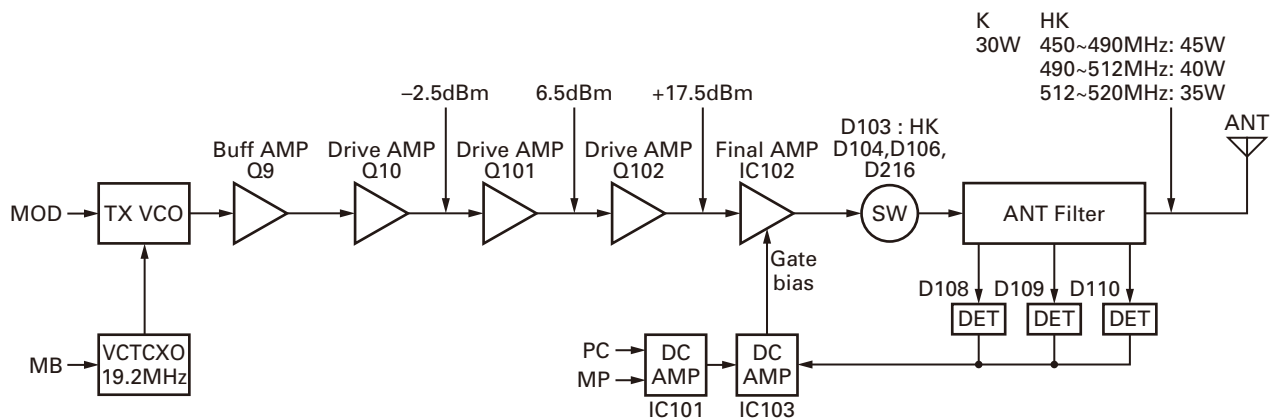 K HK
30W 450~490MHz: 45W
490~512MHz: 40W
512~520MHz: 35W
–2.5dBm 6.5dBm +17.5dBm
ANT
D103 : HK
D104,D106,
D216
Buff AMP Drive AMP Drive AMP Drive AMP Final AMP
Q9 Q10 Q101 Q102 IC102
MOD TX VCO SW ANT Filter
Gate
bias
D108 D109 D110
DET DET DET
MB VCTCXO
19.2MHz
PC DC DC
MP AMP AMP
IC101 IC103